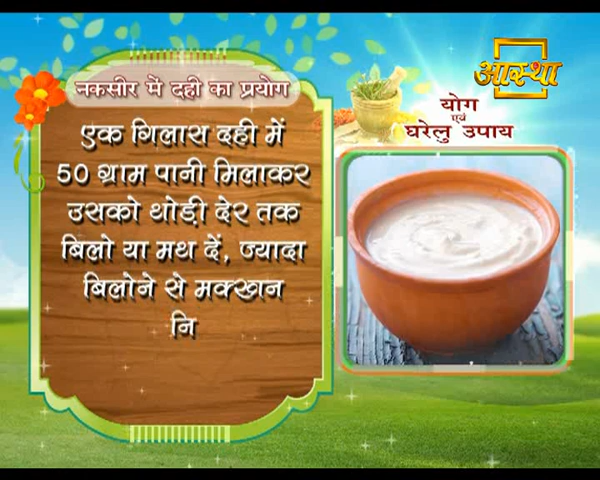 नकसीर में दही का प्रयोग
एक गिलास दही में
50 ग्राम पानी मिलाकर
उसको थोड़ी देर तक
बिलो या मथ दें, ज्यादा
बिलोने से मक्खन
नि
आस्था
योग
एवं
घरेलु उपाय